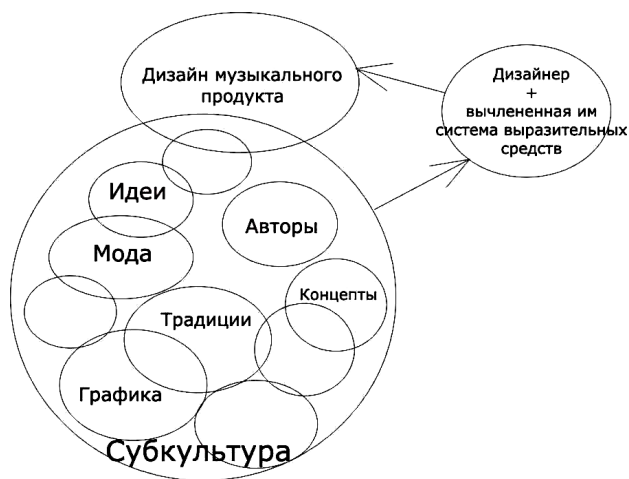 Дизайн музыкального
продукта
Дизайнер
+
вычлененная им
система выразительных
средств
Идеи
Авторы
Мода
Концепты
Традиции
Графика
Субкультура